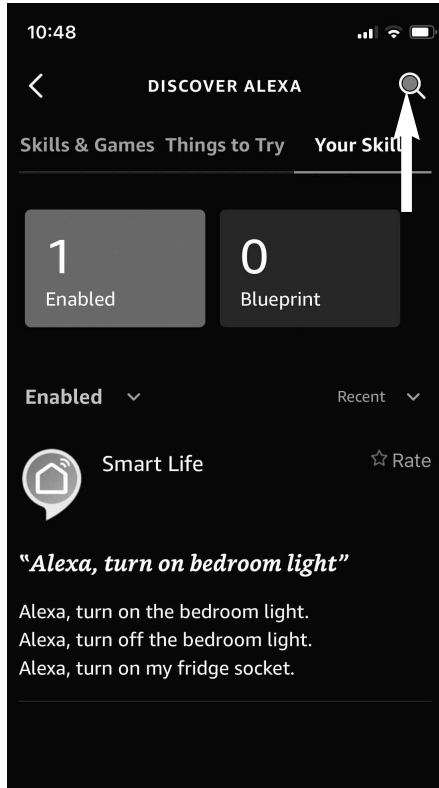 10:48
DISCOVER ALEXA
Skills & Games Things to Try Your Skill
1 0
Enabled Blueprint
Enabled Recent
Smart Life Rate
“Alexa, turn on bedroom light”
Alexa, turn on the bedroom light.
Alexa, turn off the bedroom light.
Alexa, turn on my fridge socket.